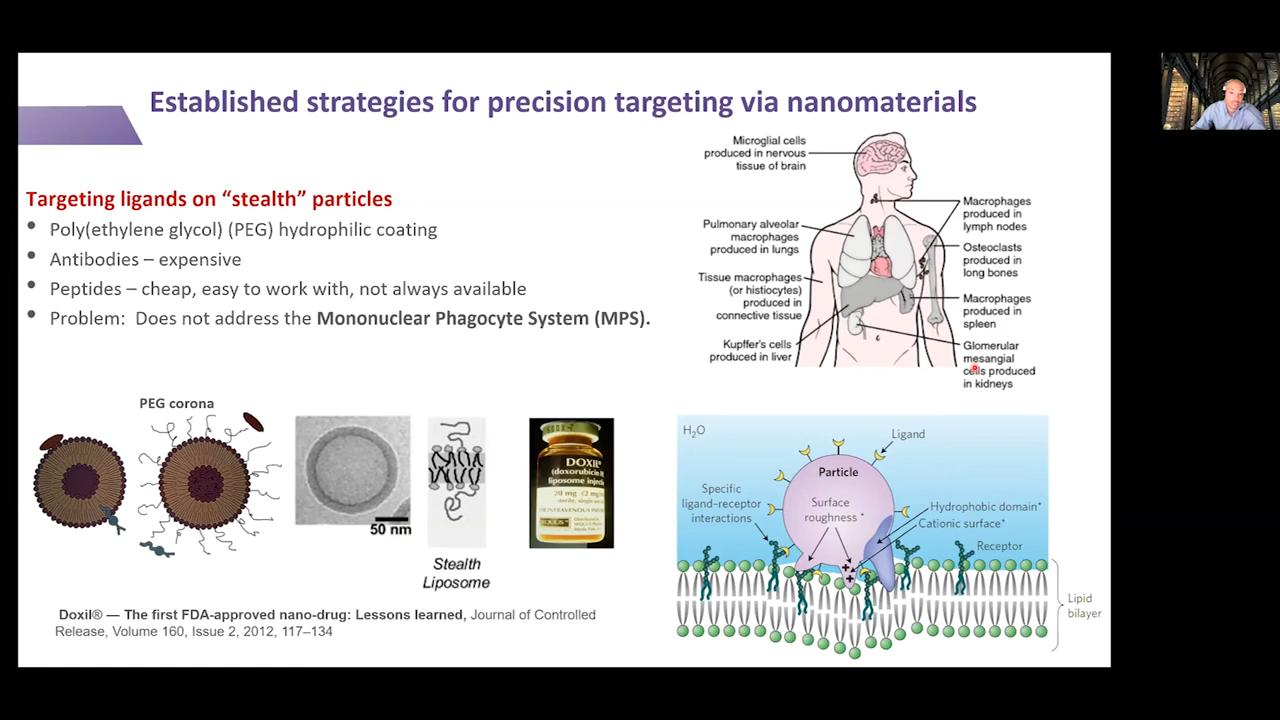 Established strategies for precision targeting via nanomaterials
Targeting ligands on “stealth” particles
• Poly(ethylene glycol) (PEG) hydrophilic coating
• Antibodies – expensive
• Peptides – cheap, easy to work with, not always available
• Problem: Does not address the Mononuclear Phagocyte System (MPS).
Microglial cells
produced in nervous
tissue of brain
Pulmonary alveolar
macrophages
produced in lungs
Tissue macrophages
(or histiocytes)
produced in
connective tissue
Kupffer's cells
produced in liver
Macrophages
produced in
lymph nodes
Osteoclasts
produced in
long bones
Macrophages
produced in
spleen
Glomerular
mesangial
cells produced
in kidneys
PEG corona
50 nm
Stealth
Liposome
DOXIL®
(doxorubicin
liposome
20 mg (2
Doxil® — The first FDA-approved nano-drug: Lessons learned, Journal of Controlled
Release, Volume 160, Issue 2, 2012, 117–134
H₂O
Ligand
Particle
Specific
ligand–receptor
interactions
Surface
roughness *
Hydrophobic domain*
Cationic surface*
Receptor
Lipid
bilayer